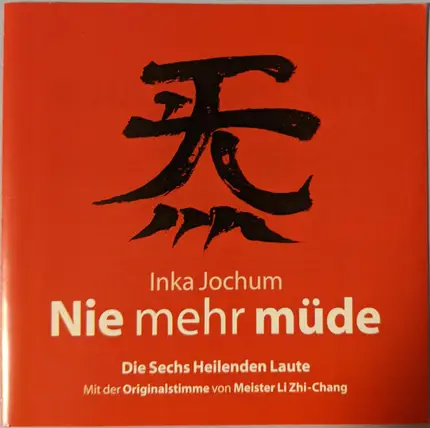 炁
Inka Jochum
Nie mehr müde
Die Sechs Heilenden Laute
Mit der Originalstimme von Meister Li Zhi-Chang